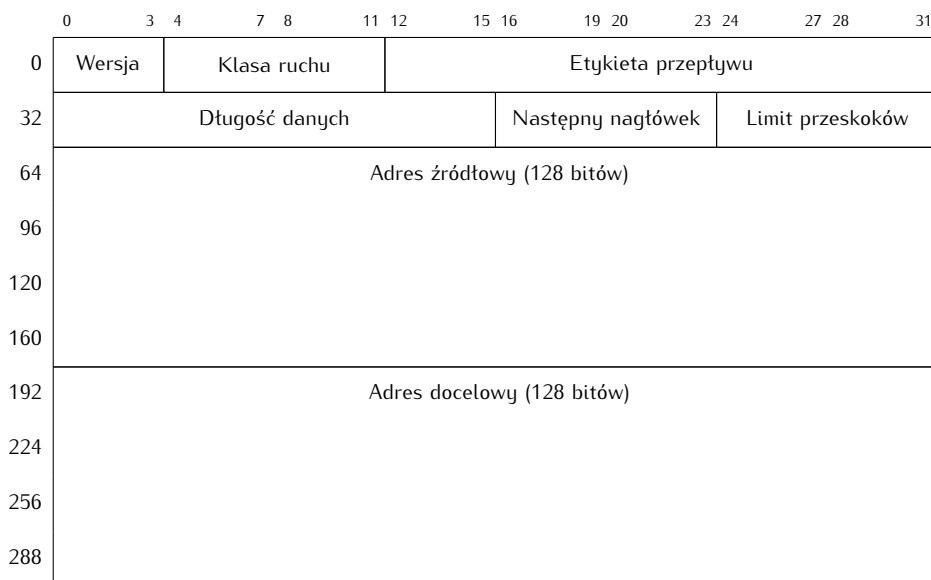 0 3 4 7 8 11 12 15 16 19 20 23 24 27 28 31
0 Wersja Klasa ruchu Etykieta przepływu
32 Długość danych Następny nagłówek Limit przeskoków
64 Adres źródłowy (128 bitów)
96
120
160
192 Adres docelowy (128 bitów)
224
256
288